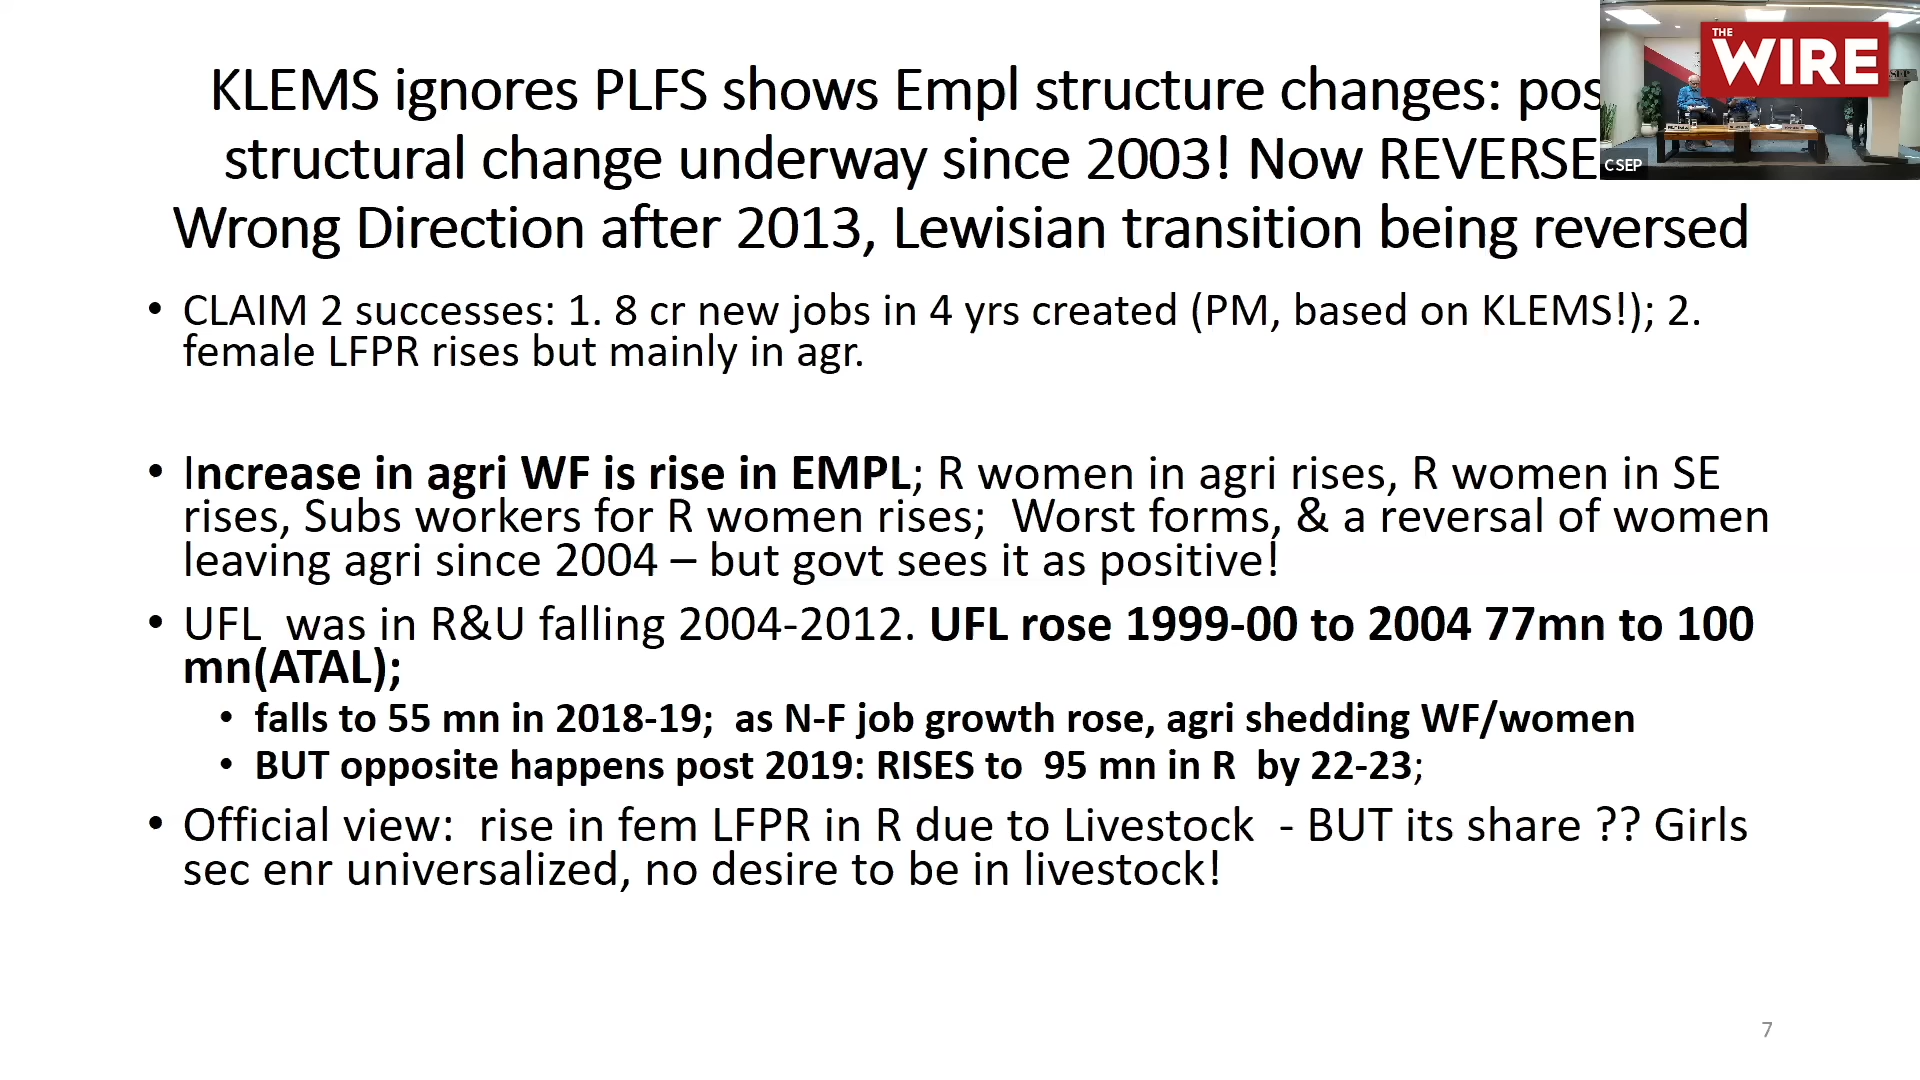 KLEMS ignores PLFS shows Empl structure changes: pos
structural change underway since 2003! Now REVERSE
Wrong Direction after 2013, Lewisian transition being reversed
• CLAIM 2 successes: 1. 8 cr new jobs in 4 yrs created (PM, based on KLEMS!); 2.
female LFPR rises but mainly in agr.
• Increase in agri WF is rise in EMPL; R women in agri rises, R women in SE
rises, Subs workers for R women rises; Worst forms, & a reversal of women
leaving agri since 2004 – but govt sees it as positive!
• UFL was in R&U falling 2004-2012. UFL rose 1999-00 to 2004 77mn to 100
mn(ATAL);
• falls to 55 mn in 2018-19; as N-F job growth rose, agri shedding WF/women
• BUT opposite happens post 2019: RISES to 95 mn in R by 22-23;
• Official view: rise in fem LFPR in R due to Livestock - BUT its share ?? Girls
sec enr universalized, no desire to be in livestock!
7
THE
WIRE
CSEP